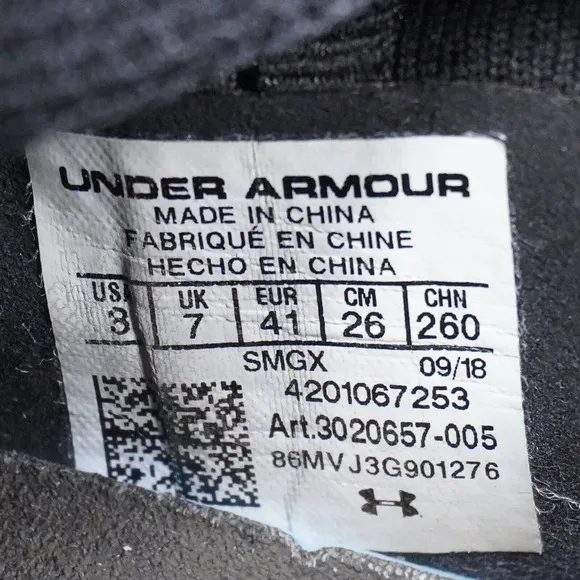 UNDER ARMOUR
MADE IN CHINA
FABRIQUÉ EN CHINE
HECHO EN CHINA
USA UK EUR CM CHN
8 7 41 26 260
SMGX 09/18
4201067253
Art.3020657-005
86MVJ3G901276